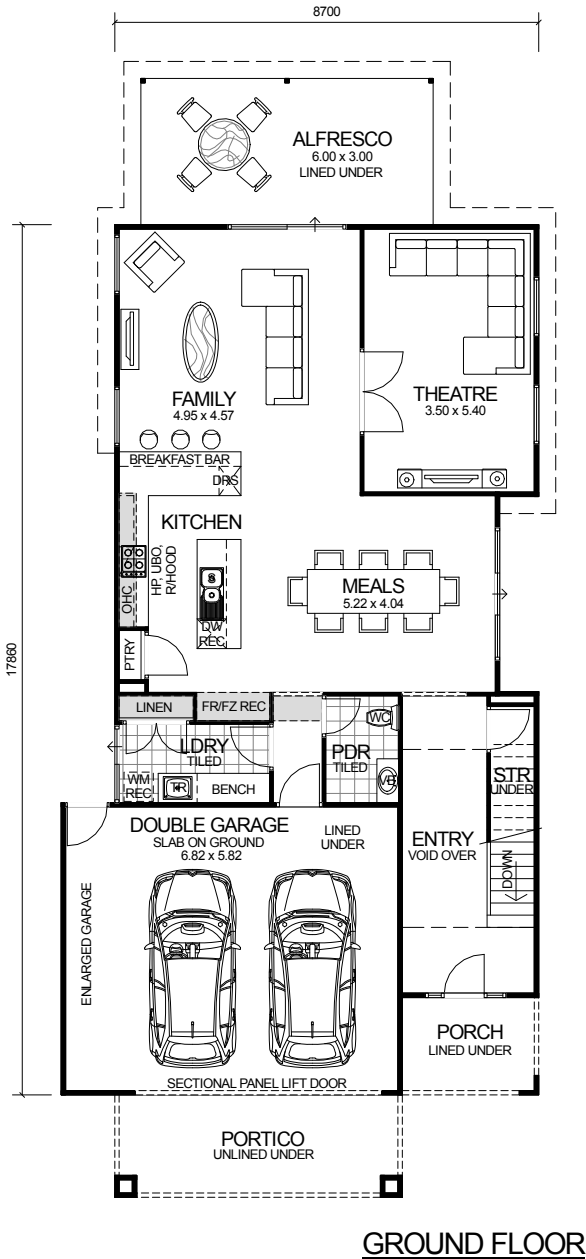 8700
ALFRESCO
6.00 x 3.00
LINED UNDER
17860
FAMILY
4.95 x 4.57
THEATRE
3.50 x 5.40
BREAKFAST BAR
DRS
KITCHEN
OHC
HP, UBO,
R/HOOD
MEALS
5.22 x 4.04
DW
REC
PTRY
LINEN
FR/FZ REC
LDRY
TILED
WM
REC
TR
BENCH
WC
PDR
TILED
VB
STR
UNDER
DOUBLE GARAGE
SLAB ON GROUND
6.82 x 5.82
LINED
UNDER
ENTRY
VOID OVER
DOWN
ENLARGED GARAGE
PORCH
LINED UNDER
SECTIONAL PANEL LIFT DOOR
PORTICO
UNLINED UNDER
GROUND FLOOR